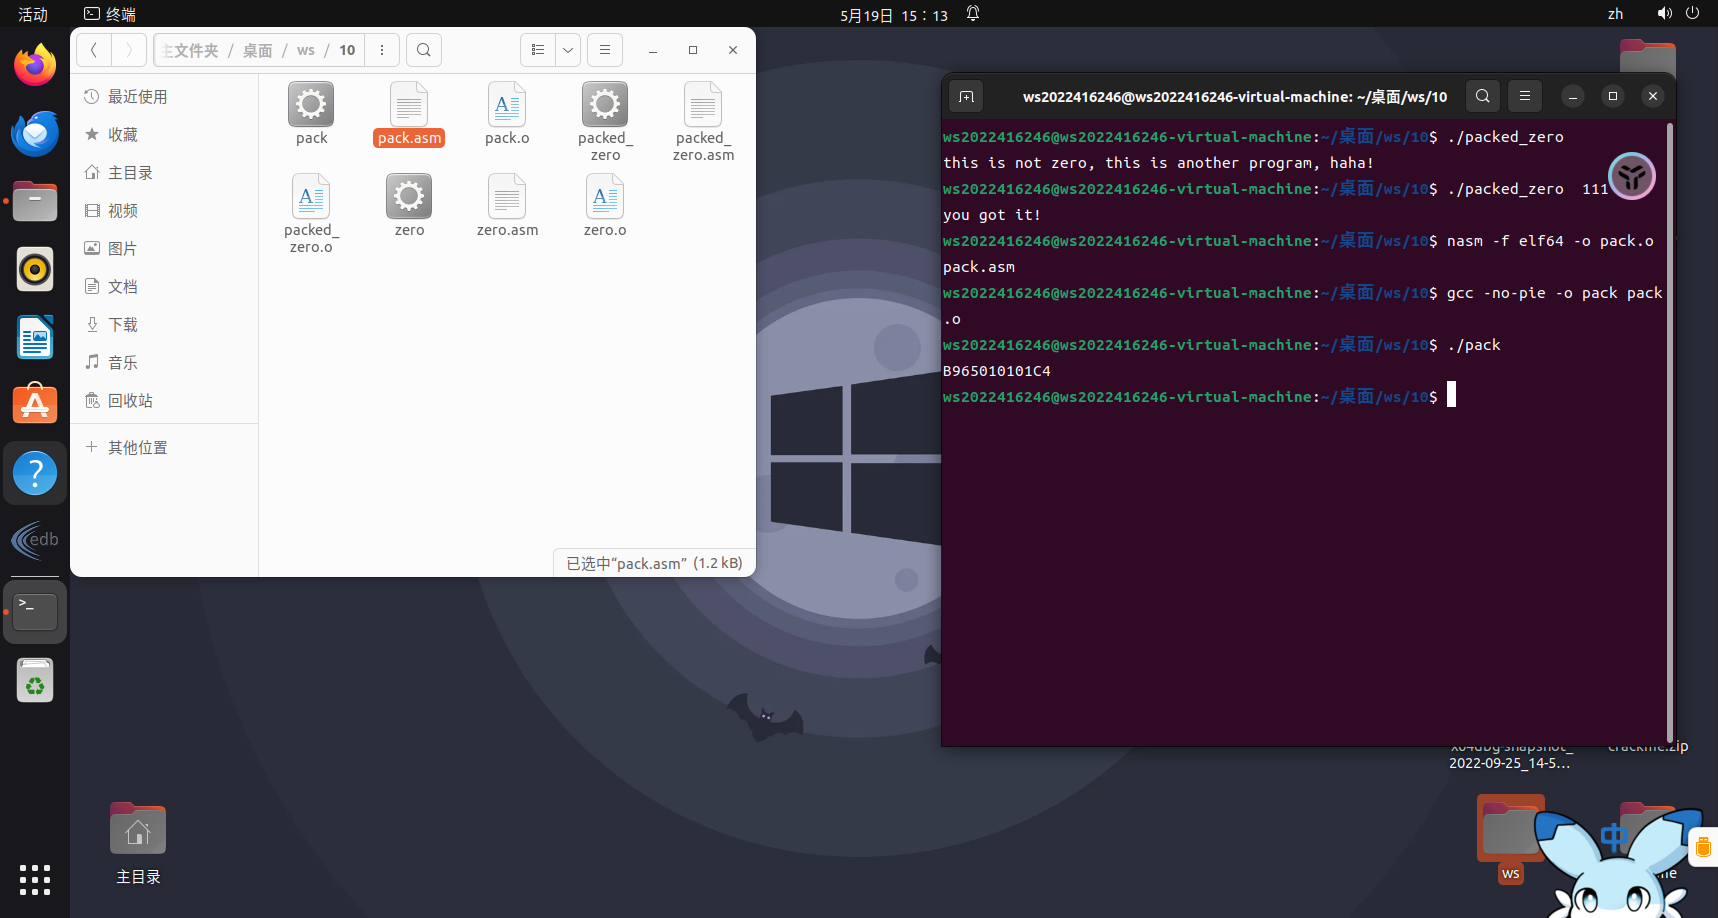 活动
终端
5月19日 15：13
zh
主文件夹 / 桌面 / ws / 10
最近使用
收藏
主目录
视频
图片
文档
下载
音乐
回收站
其他位置
pack
pack.asm
pack.o
packed_
zero
packed_
zero.asm
packed_
zero.o
zero
zero.asm
zero.o
已选中“pack.asm” (1.2 kB)
ws2022416246@ws2022416246-virtual-machine: ~/桌面/ws/10
ws2022416246@ws2022416246-virtual-machine:~/桌面/ws/10$ ./packed_zero
this is not zero, this is another program, haha!
ws2022416246@ws2022416246-virtual-machine:~/桌面/ws/10$ ./packed_zero  111
you got it!
ws2022416246@ws2022416246-virtual-machine:~/桌面/ws/10$ nasm -f elf64 -o pack.o
pack.asm
ws2022416246@ws2022416246-virtual-machine:~/桌面/ws/10$ gcc -no-pie -o pack pack
.o
ws2022416246@ws2022416246-virtual-machine:~/桌面/ws/10$ ./pack
B965010101C4
ws2022416246@ws2022416246-virtual-machine:~/桌面/ws/10$
edb
x64dbg-snapshot_
2022-09-25_14-5...
crackme.zip
主目录
ws
中